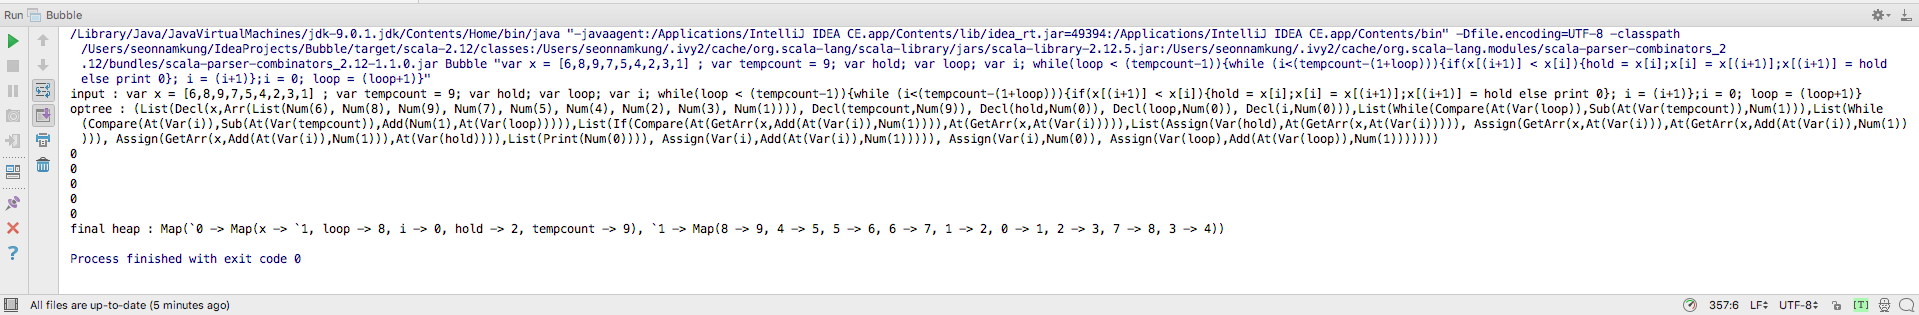 Run Bubble
/Library/Java/JavaVirtualMachines/jdk-9.0.1.jdk/Contents/Home/bin/java "-javaagent:/Applications/IntelliJ IDEA CE.app/Contents/lib/idea_rt.jar=49394:/Applications/IntelliJ IDEA CE.app/Contents/bin" -Dfile.encoding=UTF-8 -classpath
/Users/seonnamkung/IdeaProjects/Bubble/target/scala-2.12/classes:/Users/seonnamkung/.ivy2/cache/org.scala-lang/scala-library/jars/scala-library-2.12.5.jar:/Users/seonnamkung/.ivy2/cache/org.scala-lang.modules/scala-parser-combinators_2
.12/bundles/scala-parser-combinators_2.12-1.1.0.jar Bubble "var x = [6,8,9,7,5,4,2,3,1] ; var tempcount = 9; var hold; var loop; var i; while(loop < (tempcount-1)){while (i<(tempcount-(1+loop))){if(x[(i+1)] < x[i]){hold = x[i];x[i] = x[(i+1)];x[(i+1)] = hold
else print 0}; i = (i+1)};i = 0; loop = (loop+1)}"
input : var x = [6,8,9,7,5,4,2,3,1] ; var tempcount = 9; var hold; var loop; var i; while(loop < (tempcount-1)){while (i<(tempcount-(1+loop))){if(x[(i+1)] < x[i]){hold = x[i];x[i] = x[(i+1)];x[(i+1)] = hold else print 0}; i = (i+1)};i = 0; loop = (loop+1)}
optree : (List(Decl(x,Arr(List(Num(6), Num(8), Num(9), Num(7), Num(5), Num(4), Num(2), Num(3), Num(1)))), Decl(tempcount,Num(9)), Decl(hold,Num(0)), Decl(loop,Num(0)), Decl(i,Num(0))),List(While(Compare(At(Var(loop)),Sub(At(Var(tempcount)),Num(1))),List(While
(Compare(At(Var(i)),Sub(At(Var(tempcount)),Add(Num(1),At(Var(loop))))),List(If(Compare(At(GetArr(x,Add(At(Var(i)),Num(1)))),At(GetArr(x,At(Var(i))))),List(Assign(Var(hold),At(GetArr(x,At(Var(i))))), Assign(GetArr(x,At(Var(i))),At(GetArr(x,Add(At(Var(i)),Num(1))
))), Assign(GetArr(x,Add(At(Var(i)),Num(1))),At(Var(hold)))),List(Print(Num(0)))), Assign(Var(i),Add(At(Var(i)),Num(1))))), Assign(Var(i),Num(0)), Assign(Var(loop),Add(At(Var(loop)),Num(1)))))))
0
0
0
0
0
final heap : Map(`0 -> Map(x -> `1, loop -> 8, i -> 0, hold -> 2, tempcount -> 9), `1 -> Map(8 -> 9, 4 -> 5, 5 -> 6, 6 -> 7, 1 -> 2, 0 -> 1, 2 -> 3, 7 -> 8, 3 -> 4))
Process finished with exit code 0
All files are up-to-date (5 minutes ago) 357:6 LF UTF-8 [T]